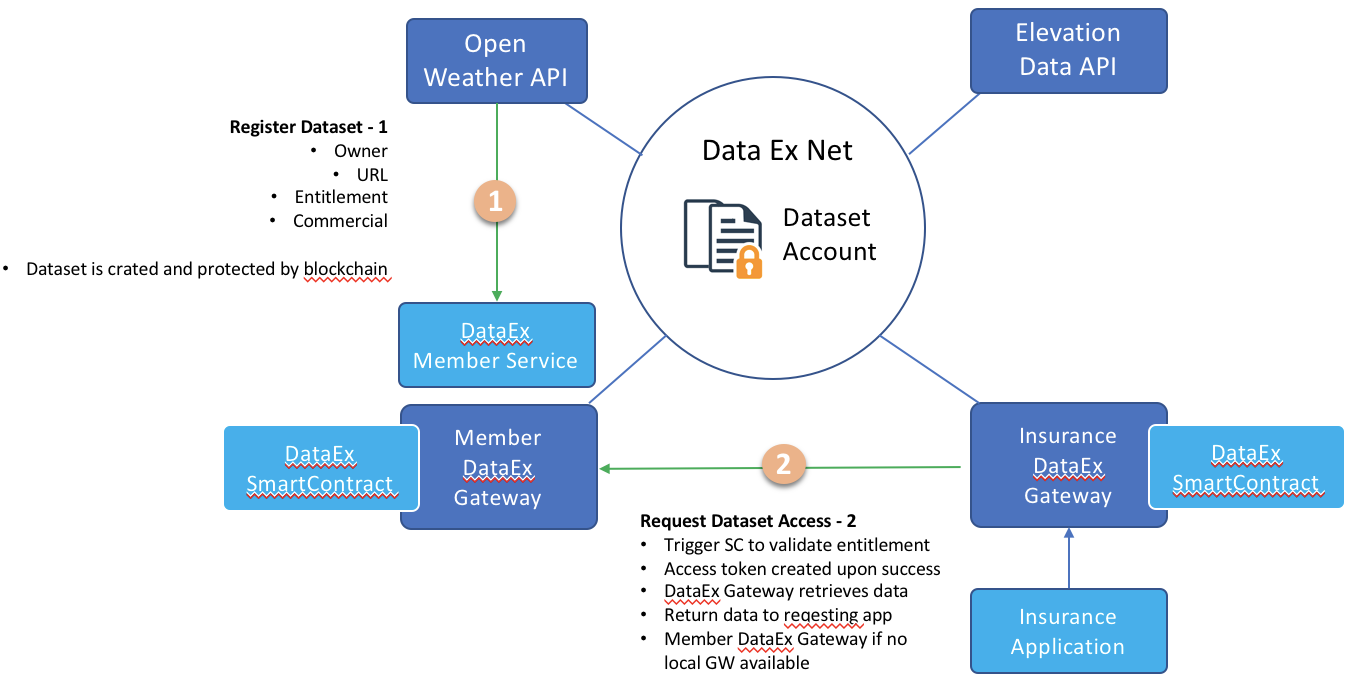 Open
Weather API
Elevation
Data API
Register Dataset - 1
• Owner
• URL
• Entitlement
• Commercial
• Dataset is crated and protected by blockchain
1
Data Ex Net
Dataset
Account
DataEx
Member Service
DataEx
SmartContract
Member
DataEx
Gateway
2
Insurance
DataEx
Gateway
DataEx
SmartContract
Request Dataset Access - 2
• Trigger SC to validate entitlement
• Access token created upon success
• DataEx Gateway retrieves data
• Return data to reqesting app
• Member DataEx Gateway if no
local GW available
Insurance
Application